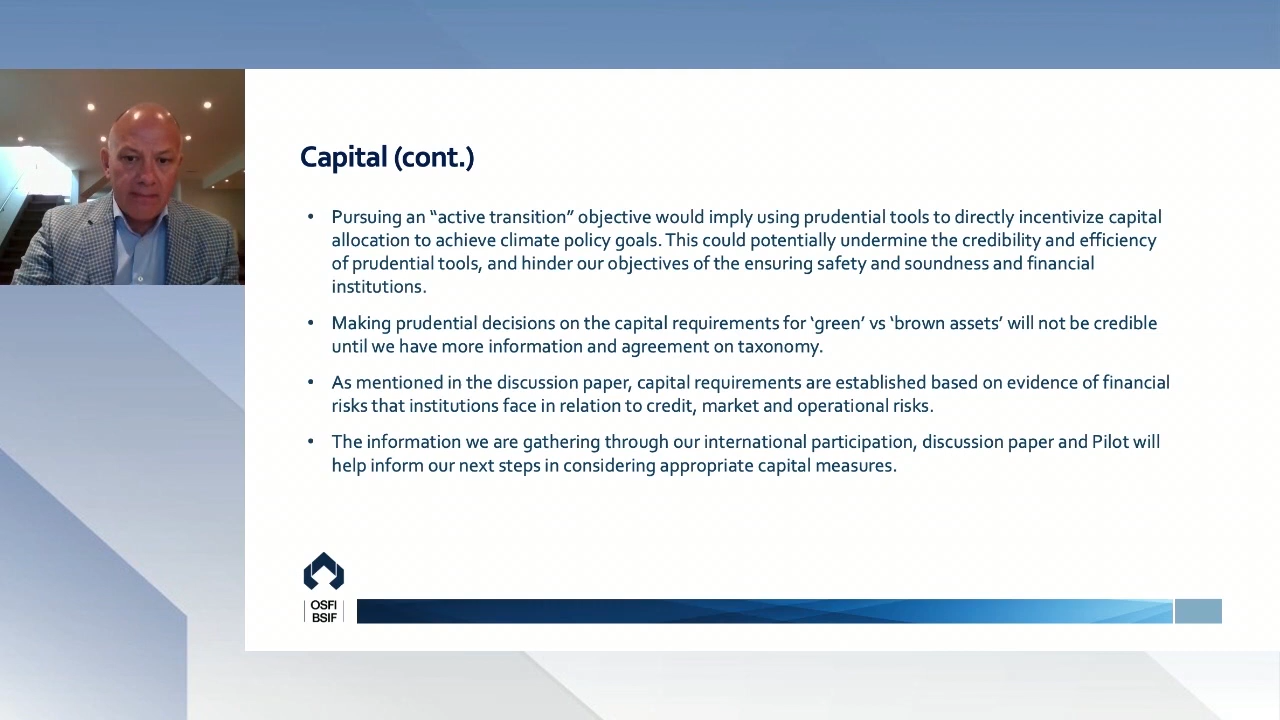 Capital (cont.)
• Pursuing an “active transition” objective would imply using prudential tools to directly incentivize capital
allocation to achieve climate policy goals. This could potentially undermine the credibility and efficiency
of prudential tools, and hinder our objectives of the ensuring safety and soundness and financial
institutions.
• Making prudential decisions on the capital requirements for ‘green’ vs ‘brown assets’ will not be credible
until we have more information and agreement on taxonomy.
• As mentioned in the discussion paper, capital requirements are established based on evidence of financial
risks that institutions face in relation to credit, market and operational risks.
• The information we are gathering through our international participation, discussion paper and Pilot will
help inform our next steps in considering appropriate capital measures.
OSFI
BSIF